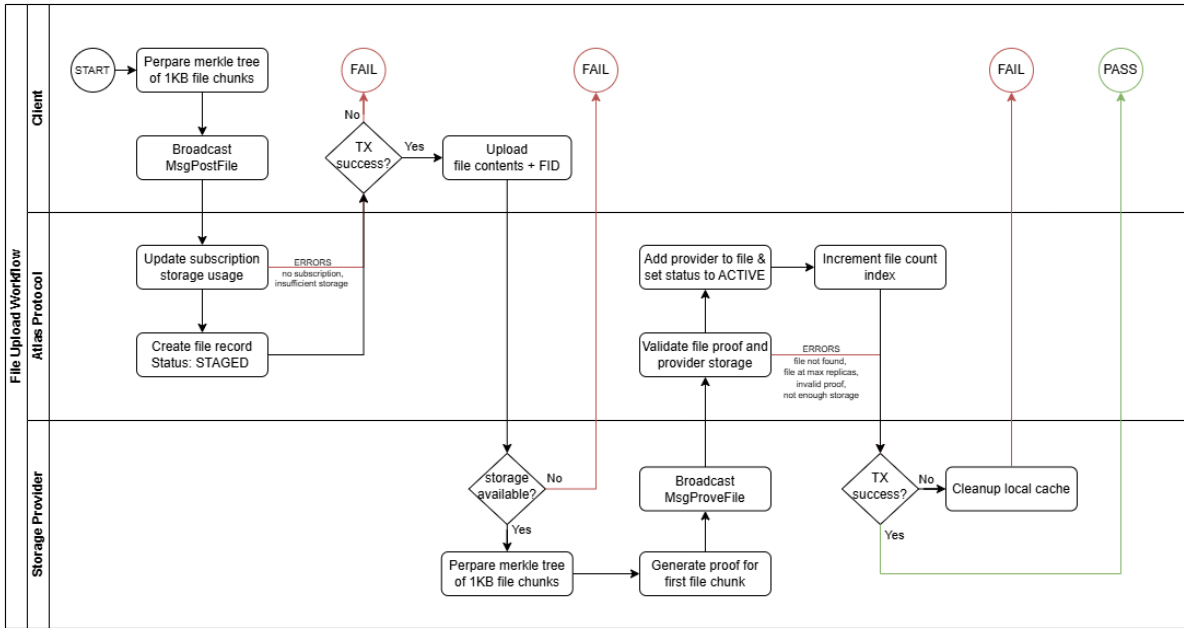 File Upload Workflow
Client
START
Perpare merkle tree
of 1KB file chunks
Broadcast
MsgPostFile
FAIL
No
TX
success?
Yes
Upload
file contents + FID
FAIL
FAIL
PASS
Atlas Protocol
Update subscription
storage usage
ERRORS
no subscription,
insufficient storage
Create file record
Status: STAGED
Add provider to file &
set status to ACTIVE
Increment file count
index
Validate file proof and
provider storage
ERRORS
file not found,
file at max replicas,
invalid proof,
not enough storage
Storage Provider
storage
available?
No
Yes
Perpare merkle tree
of 1KB file chunks
Generate proof for
first file chunk
Broadcast
MsgProveFile
TX
success?
No
Cleanup local cache
Yes